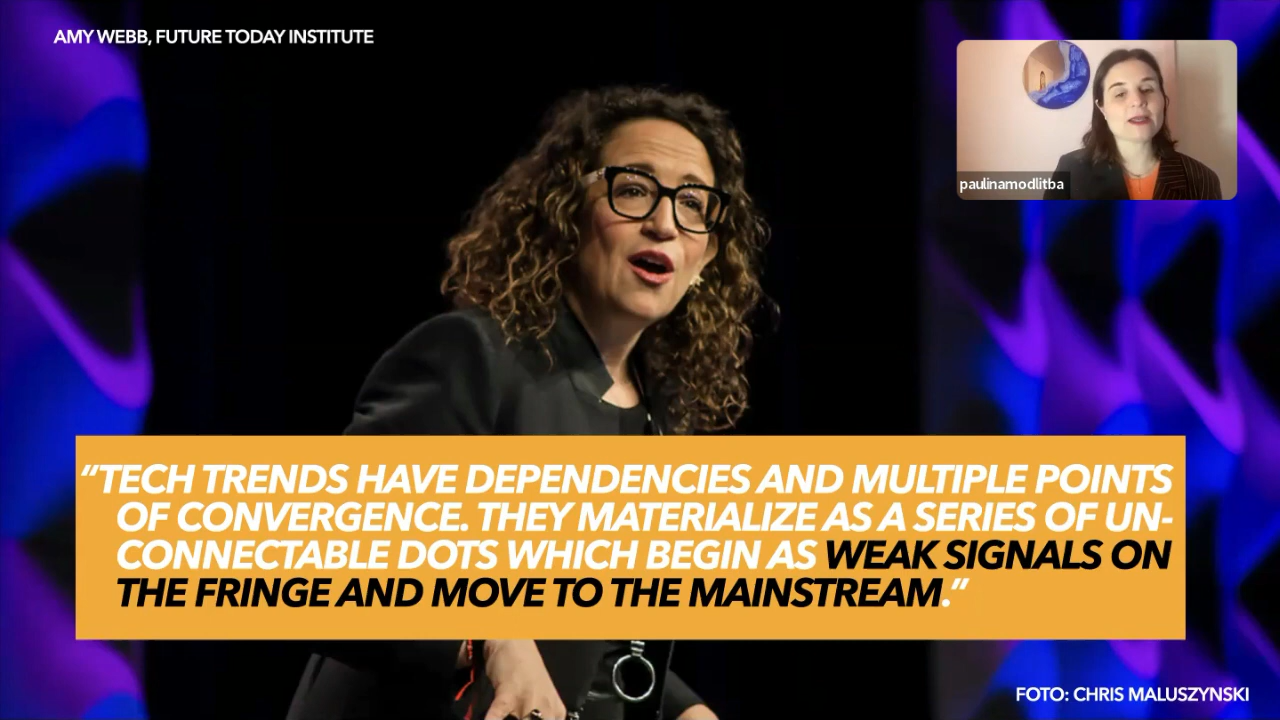 AMY WEBB, FUTURE TODAY INSTITUTE
paulinamodlitba
“TECH TRENDS HAVE DEPENDENCIES AND MULTIPLE POINTS
OF CONVERGENCE. THEY MATERIALIZE AS A SERIES OF UN-
CONNECTABLE DOTS WHICH BEGIN AS WEAK SIGNALS ON
THE FRINGE AND MOVE TO THE MAINSTREAM.”
FOTO: CHRIS MALUSZYNSKI